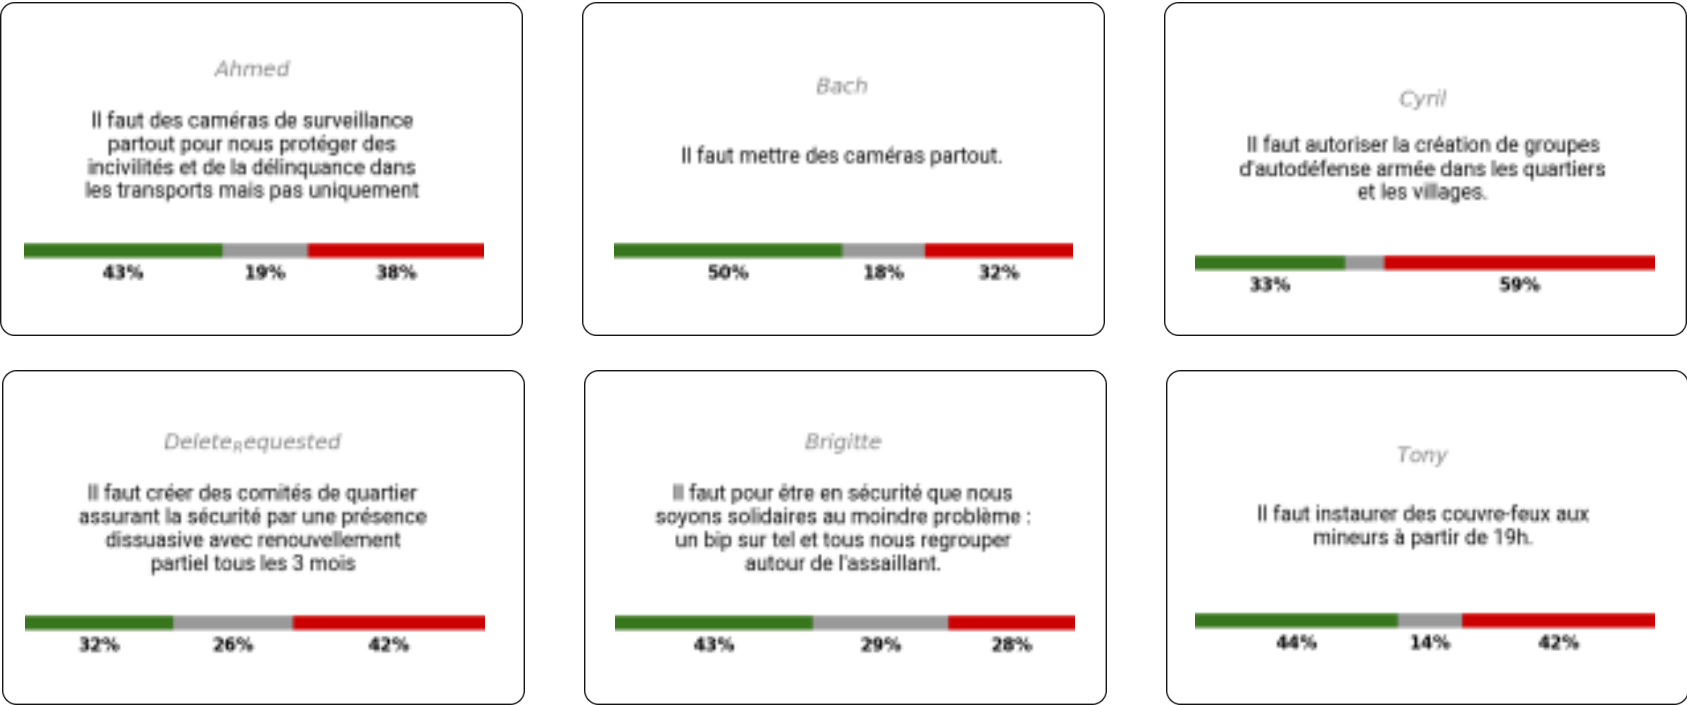 Ahmed
Il faut des caméras de surveillance
partout pour nous protéger des
incivilités et de la délinquance dans
les transports mais pas uniquement
43% 19% 38%
Bach
Il faut mettre des caméras partout.
50% 18% 32%
Cyril
Il faut autoriser la création de groupes
d'autodéfense armée dans les quartiers
et les villages.
33% 59%
DeleteRequested
Il faut créer des comités de quartier
assurant la sécurité par une présence
dissuasive avec renouvellement
partiel tous les 3 mois
32% 26% 42%
Brigitte
Il faut pour être en sécurité que nous
soyons solidaires au moindre problème :
un bip sur tel et tous nous regrouper
autour de l'assaillant.
43% 29% 28%
Tony
Il faut instaurer des couvre-feux aux
mineurs à partir de 19h.
44% 14% 42%